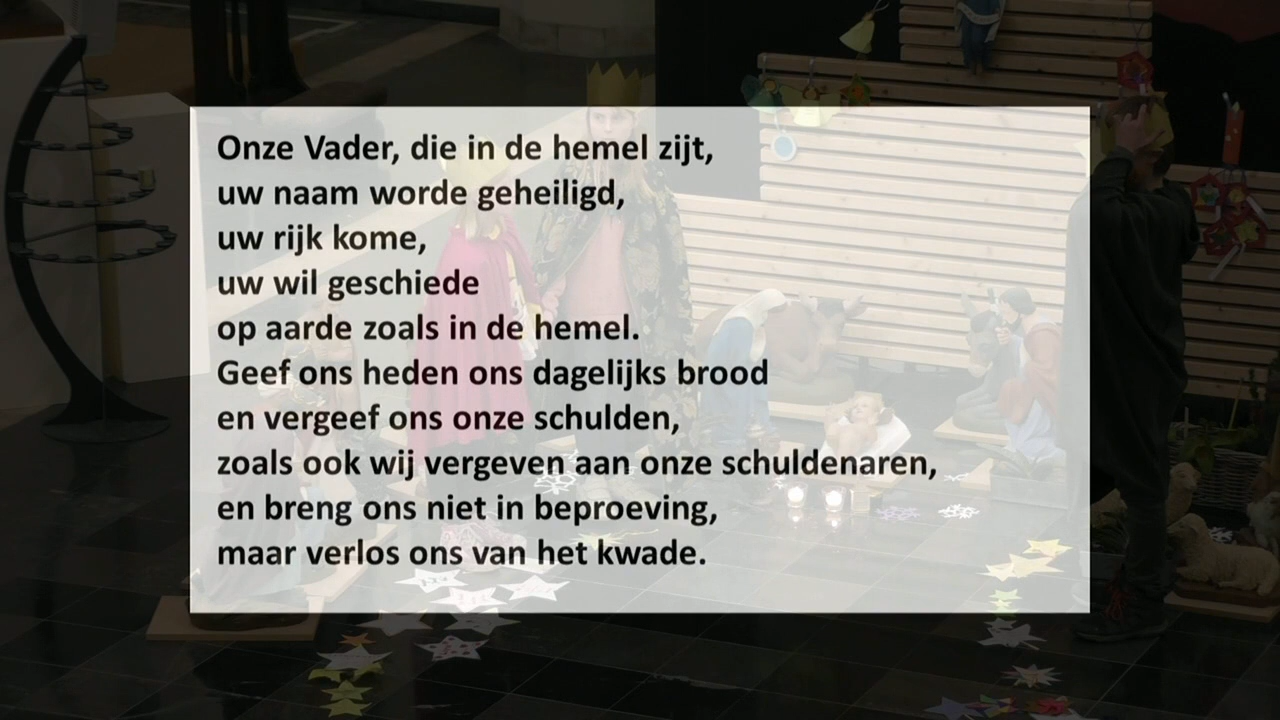 Onze Vader, die in de hemel zijt,
uw naam worde geheiligd,
uw rijk kome,
uw wil geschiede
op aarde zoals in de hemel.
Geef ons heden ons dagelijks brood
en vergeef ons onze schulden,
zoals ook wij vergeven aan onze schuldenaren,
en breng ons niet in beproeving,
maar verlos ons van het kwade.